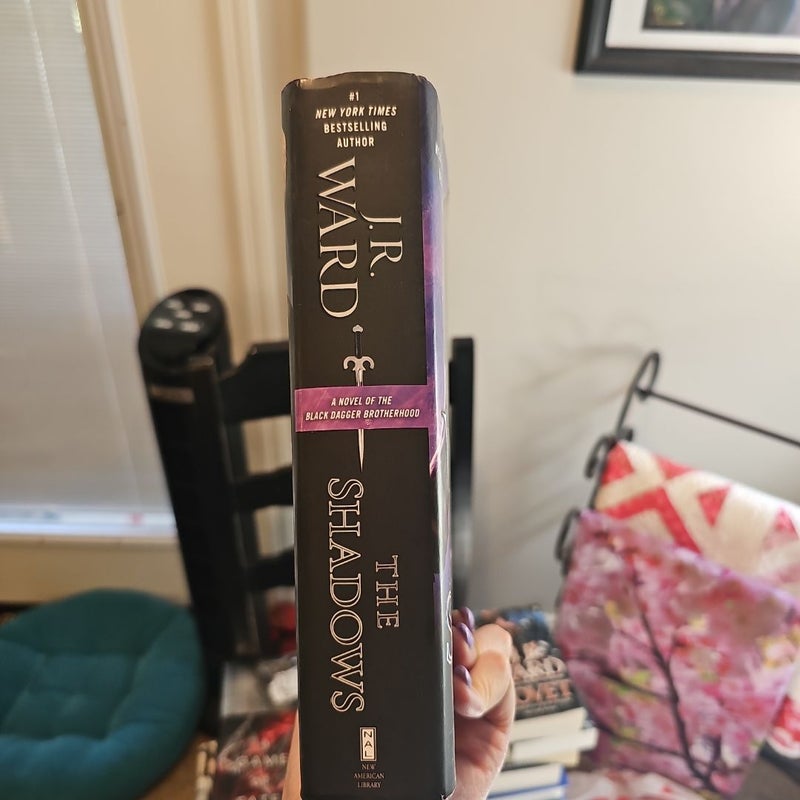 #1
NEW YORK TIMES
BESTSELLING
AUTHOR
J.R.
WARD
A NOVEL OF THE
BLACK DAGGER BROTHERHOOD
THE
SHADOWS
NAL
NEW
AMERICAN
LIBRARY